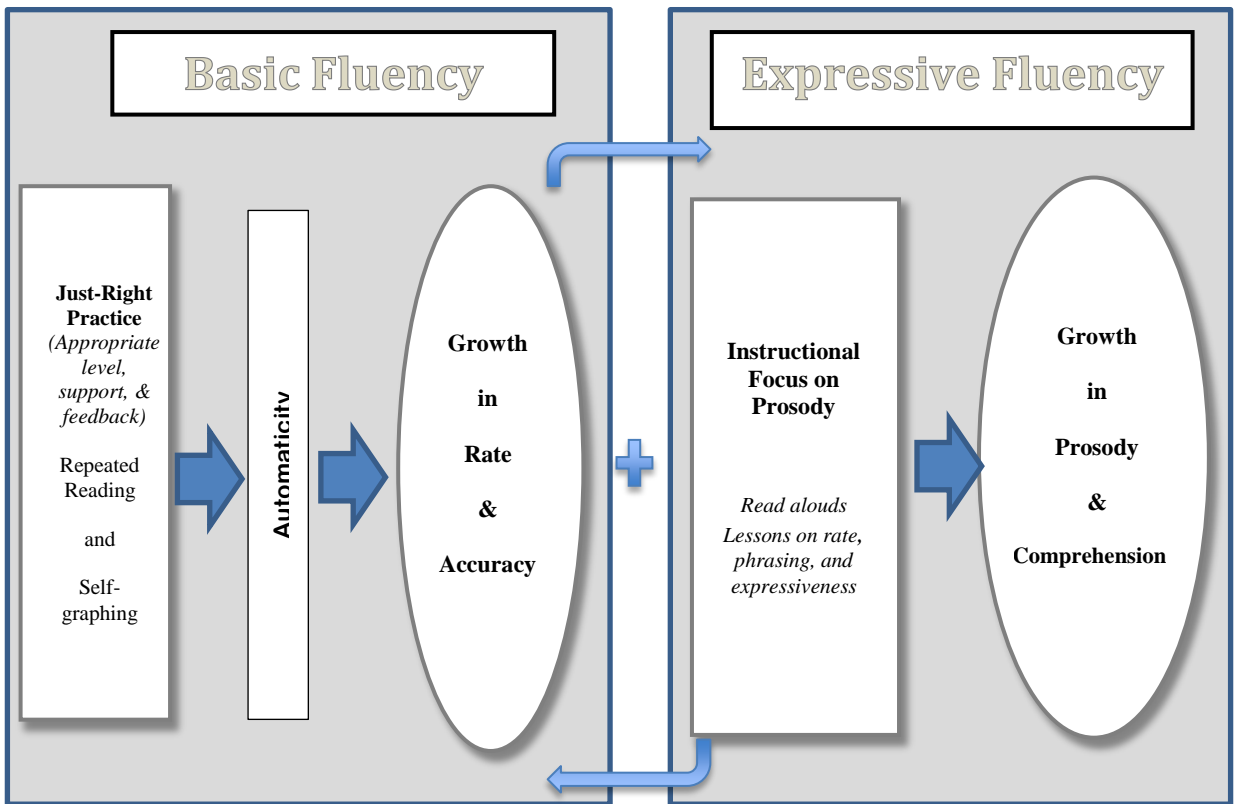 Basic Fluency
Just-Right
Practice
(Appropriate
level,
support, &
feedback)
Repeated
Reading
and
Self-
graphing
Automaticity
Growth
in
Rate
&
Accuracy
Expressive Fluency
Instructional
Focus on
Prosody
Read alouds
Lessons on rate,
phrasing, and
expressiveness
Growth
in
Prosody
&
Comprehension